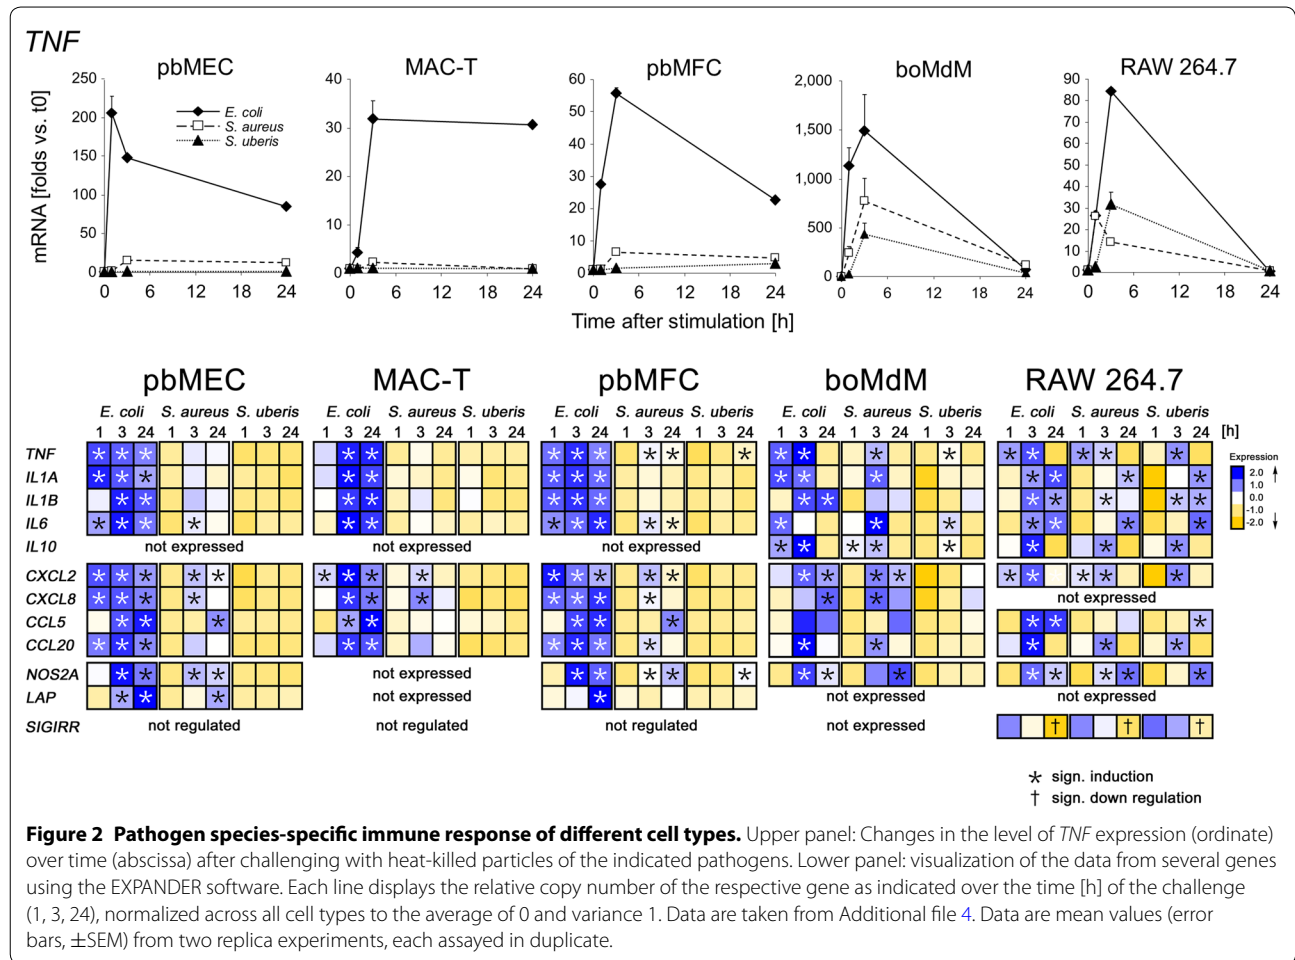 TNF
pbMEC MAC-T pbMFC boMdM RAW 264.7
mRNA [folds vs. t0]
250
200
150
100
50
0
0 6 12 18 24
E. coli
S. aureus
S. uberis
40
30
20
10
0
0 6 12 18 24
60
50
40
30
20
10
0
0 6 12 18 24
2,000
1,500
1,000
500
0
0 6 12 18 24
90
80
70
60
50
40
30
20
10
0
0 6 12 18 24
Time after stimulation [h]
pbMEC MAC-T pbMFC boMdM RAW 264.7
E. coli S. aureus S. uberis E. coli S. aureus S. uberis E. coli S. aureus S. uberis E. coli S. aureus S. uberis E. coli S. aureus S. uberis
1 3 24 1 3 24 1 3 24 1 3 24 1 3 24 1 3 24 1 3 24 1 3 24 1 3 24 1 3 24 1 3 24 1 3 24 1 3 24 1 3 24 1 3 24 [h]
TNF
IL1A
IL1B
IL6
IL10 not expressed not expressed not expressed
CXCL2
CXCL8 not expressed
CCL5
CCL20
NOS2A not expressed
LAP not expressed not expressed not expressed
SIGIRR not regulated not regulated not regulated not expressed
Expression
2.0
1.0
0.0
-1.0
-2.0
* sign. induction
† sign. down regulation
Figure 2 Pathogen species-specific immune response of different cell types. Upper panel: Changes in the level of TNF expression (ordinate)
over time (abscissa) after challenging with heat-killed particles of the indicated pathogens. Lower panel: visualization of the data from several genes
using the EXPANDER software. Each line displays the relative copy number of the respective gene as indicated over the time [h] of the challenge
(1, 3, 24), normalized across all cell types to the average of 0 and variance 1. Data are taken from Additional file 4. Data are mean values (error
bars, ±SEM) from two replica experiments, each assayed in duplicate.